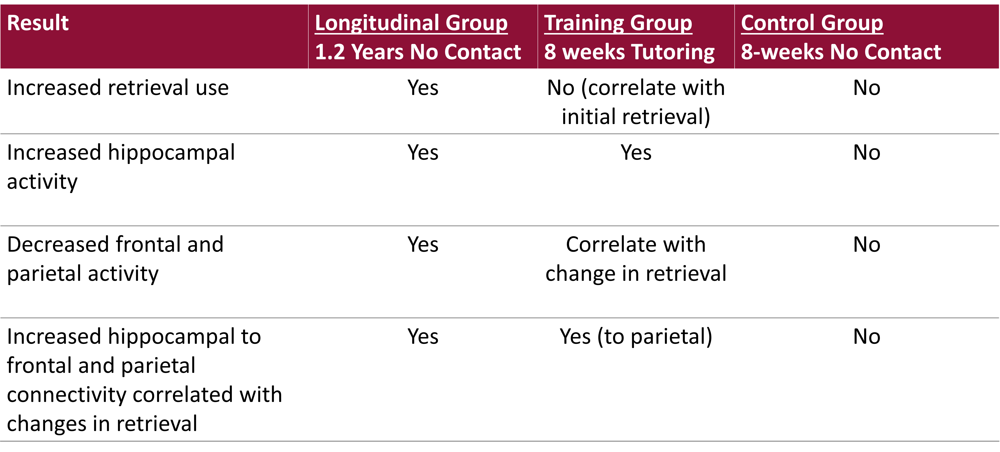 Result
Longitudinal Group
1.2 Years No Contact
Training Group
8 weeks Tutoring
Control Group
8-weeks No Contact
Increased retrieval use
Yes
No (correlate with
initial retrieval)
No
Increased hippocampal
activity
Yes
Yes
No
Decreased frontal and
parietal activity
Yes
Correlate with
change in retrieval
No
Increased hippocampal to
frontal and parietal
connectivity correlated with
changes in retrieval
Yes
Yes (to parietal)
No